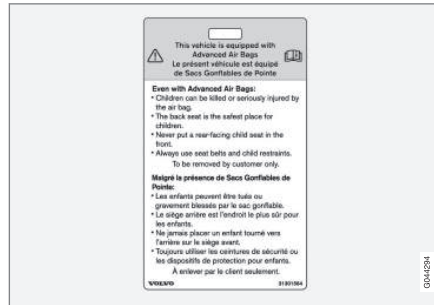 This vehicle is equipped with
Advanced Air Bags
Le présent véhicule est équipé
de Sacs Gonflables de Pointe
Even with Advanced Air Bags:
• Children can be killed or seriously injured by
the air bag.
• The back seat is the safest place for
children.
• Never put a rear-facing child seat in the
front.
• Always use seat belts and child restraints.
To be removed by customer only.
Malgré la présence de Sacs Gonflables de
Pointe:
• Les enfants peuvent être tués ou
gravement blessés par le sac gonflable.
• Le siège arrière est l'endroit le plus sûr pour
les enfants.
• Ne jamais placer un enfant tourné vers
l'arrière sur le siège avant.
• Toujours utiliser les ceintures de sécurité ou
les dispositifs de protection pour enfants.
À enlever par le client seulement.
VOLVO
G044294